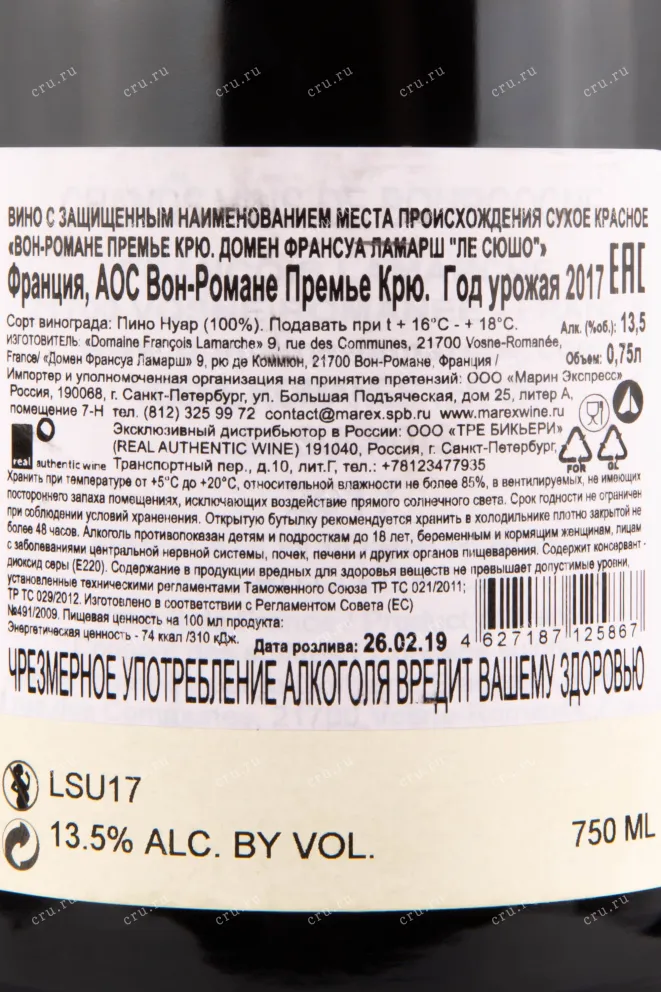 ВИНО С ЗАЩИЩЕННЫМ НАИМЕНОВАНИЕМ МЕСТА ПРОИСХОЖДЕНИЯ СУХОЕ КРАСНОЕ
«ВОН-РОМАНЕ ПРЕМЬЕ КРЮ. ДОМЕН ФРАНСУА ЛАМАРШ "ЛЕ СЮШО"»
Франция, АОС Вон-Романе Премье Крю. Год урожая 2017 EAC
Сорт винограда: Пино Нуар (100%). Подавать при t + 16°C - + 18°C. Алк. (%об.): 13,5
ИЗГОТОВИТЕЛЬ: «Domaine François Lamarche» 9, rue des Communes, 21700 Vosne-Romanée,
France/ «Домен Франсуа Ламарш» 9, рю де Коммюн, 21700 Вон-Романе, Франция / Объем: 0,75л
Импортер и уполномоченная организация на принятие претензий: ООО «Марин Экспресс»
Россия, 190068, г. Санкт-Петербург, ул. Большая Подъяческая, дом 25, литер А,
помещение 7-Н тел. (812) 325 99 72 contact@marex.spb.ru www.marexwine.ru
Эксклюзивный дистрибьютор в России: ООО «ТРЕ БИКЬЕРИ»
(REAL AUTHENTIC WINE) 191040, Россия, г. Санкт-Петербург,
real authentic wine Транспортный пер., д.10, лит.Г, тел.: +78123477935
FOR GL
Хранить при температуре от +5°C до +20°C, относительной влажности не более 85%, в вентилируемых, не имеющих
постороннего запаха помещениях, исключающих воздействие прямого солнечного света. Срок годности не ограничен
при соблюдении условий хранения. Открытую бутылку рекомендуется хранить в холодильнике плотно закрытой не
более 48 часов. Алкоголь противопоказан детям и подросткам до 18 лет, беременным и кормящим женщинам, лицам
с заболеваниями центральной нервной системы, почек, печени и других органов пищеварения. Содержит консервант -
диоксид серы (Е220). Содержание в продукции вредных для здоровья веществ не превышает допустимые уровни,
установленные техническими регламентами Таможенного Союза ТР ТС 021/2011;
ТР ТС 029/2012. Изготовлено в соответствии с Регламентом Совета (ЕС)
№491/2009. Пищевая ценность на 100 мл продукта:
Энергетическая ценность - 74 ккал /310 кДж. Дата розлива: 26.02.19
4 627187 125867
ЧРЕЗМЕРНОЕ УПОТРЕБЛЕНИЕ АЛКОГОЛЯ ВРЕДИТ ВАШЕМУ ЗДОРОВЬЮ
LSU17
13.5% ALC. BY VOL. 750 ML